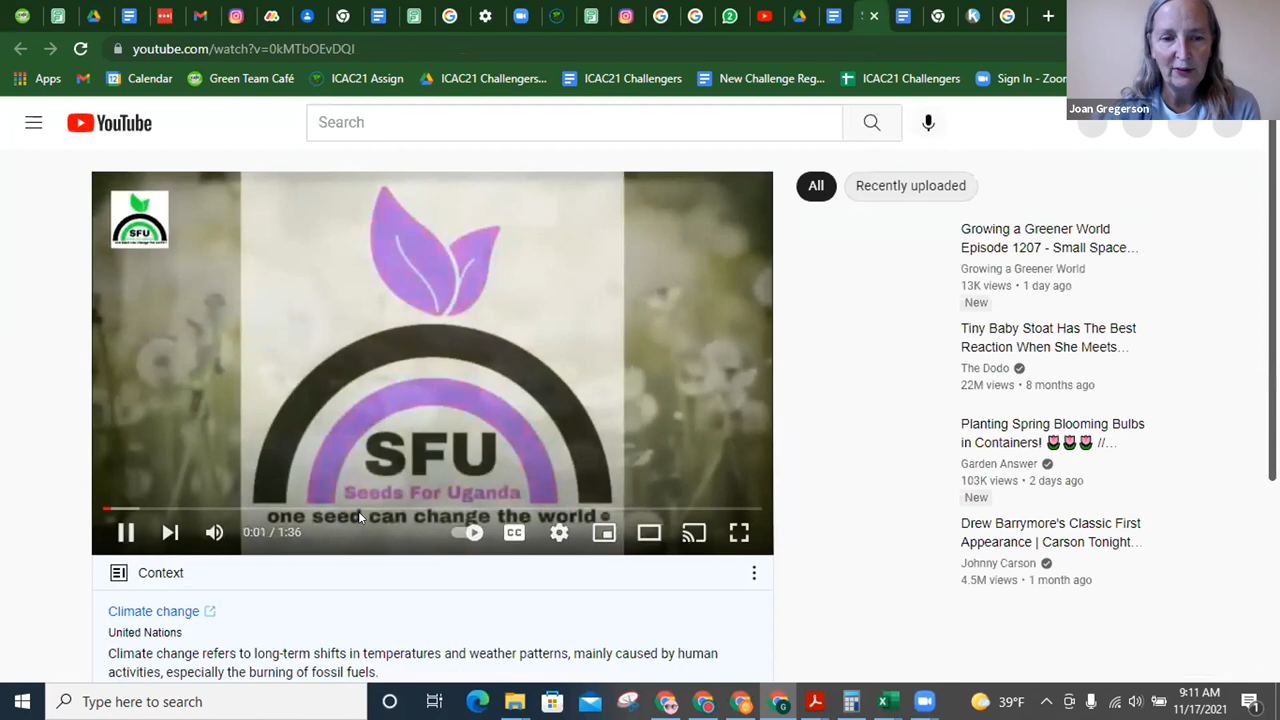 youtube.com/watch?v=0kMTbOEvDQI
Apps
12 Calendar
Green Team Café
ICAC21 Assign
ICAC21 Challengers...
ICAC21 Challengers
New Challenge Reg...
ICAC21 Challengers
Sign In - Zoom
Joan Gregerson
YouTube
Search
All
Recently uploaded
SFU
Growing a Greener World
Episode 1207 - Small Space...
Growing a Greener World
13K views • 1 day ago
New
Tiny Baby Stoat Has The Best
Reaction When She Meets...
The Dodo
22M views • 8 months ago
Planting Spring Blooming Bulbs
in Containers! 🌷🌷🌷 //...
Garden Answer
103K views • 2 days ago
New
Drew Barrymore's Classic First
Appearance | Carson Tonight...
Johnny Carson
4.5M views • 1 month ago
SFU
Seeds For Uganda
one seed can change the world
0:01 / 1:36
CC
Context
Climate change
United Nations
Climate change refers to long-term shifts in temperatures and weather patterns, mainly caused by human
activities, especially the burning of fossil fuels.
Type here to search
39°F
9:11 AM
11/17/2021